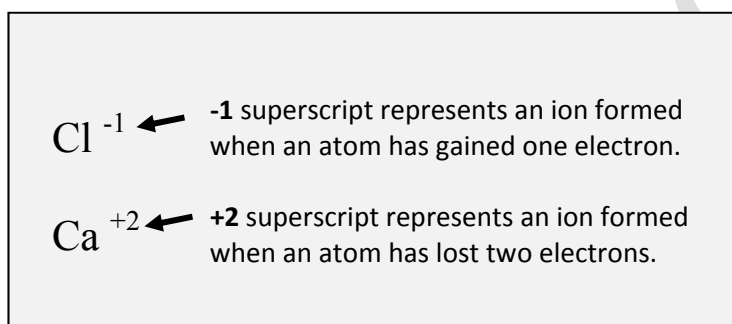 Cl -1
-1 superscript represents an ion formed
when an atom has gained one electron.
Ca +2
+2 superscript represents an ion formed
when an atom has lost two electrons.